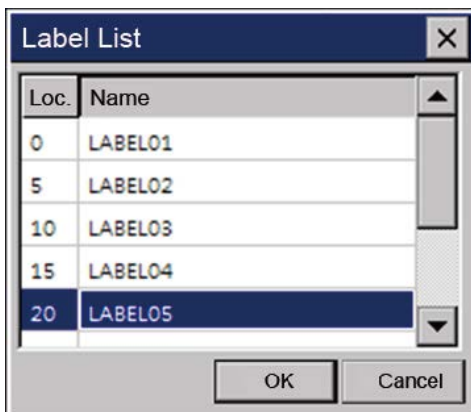 Label List
Loc. Name
0 LABEL01
5 LABEL02
10 LABEL03
15 LABEL04
20 LABEL05
OK Cancel